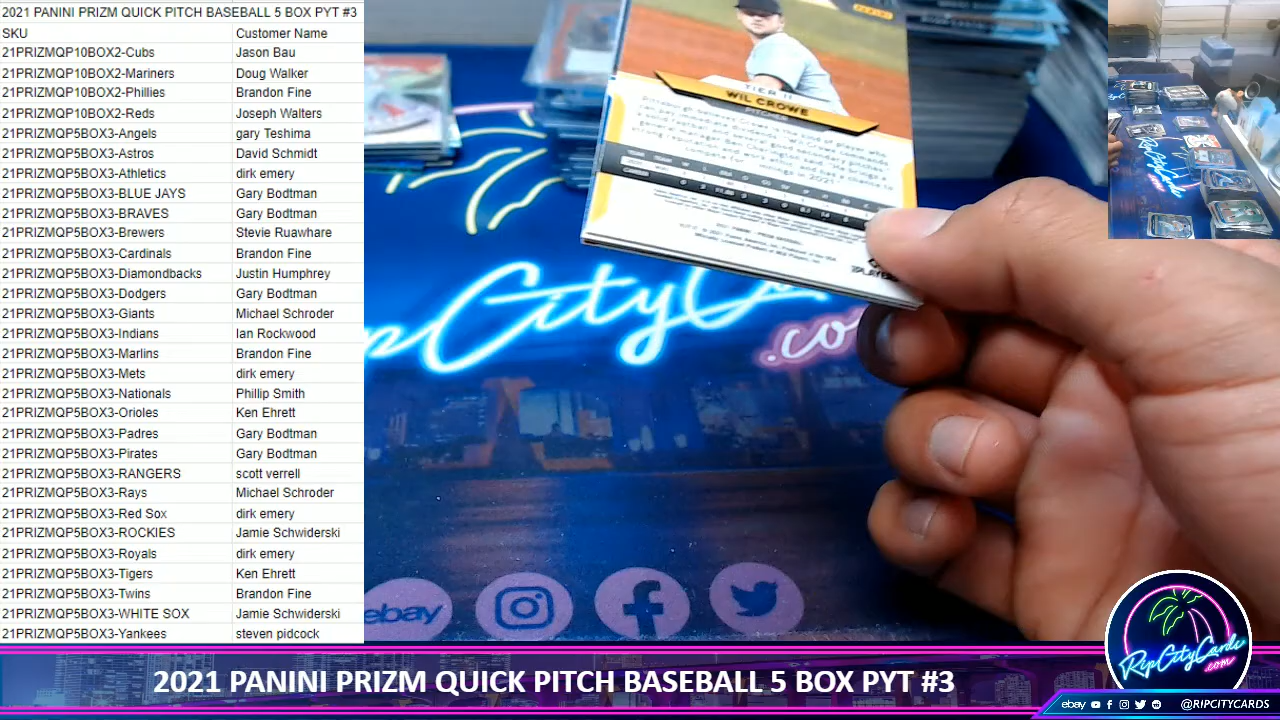 2021 PANINI PRIZM QUICK PITCH BASEBALL 5 BOX PYT #3
SKU Customer Name
21PRIZMQP10BOX2-Cubs Jason Bau
21PRIZMQP10BOX2-Mariners Doug Walker
21PRIZMQP10BOX2-Phillies Brandon Fine
21PRIZMQP10BOX2-Reds Joseph Walters
21PRIZMQP5BOX3-Angels gary Teshima
21PRIZMQP5BOX3-Astros David Schmidt
21PRIZMQP5BOX3-Athletics dirk emery
21PRIZMQP5BOX3-BLUE JAY Gary Bodtman
21PRIZMQP5BOX3-BRAVES Gary Bodtman
21PRIZMQP5BOX3-Brewers Stevie Ruawhare
21PRIZMQP5BOX3-Cardinals Brandon Fine
21PRIZMQP5BOX3-Diamondbacks Justin Humphrey
21PRIZMQP5BOX3-Dodgers Gary Bodtman
21PRIZMQP5BOX3-Giants Michael Schroder
21PRIZMQP5BOX3-Indians Ian Rockwood
21PRIZMQP5BOX3-Marlins Brandon Fine
21PRIZMQP5BOX3-Mets dirk emery
21PRIZMQP5BOX3-Nationals Phillip Smith
21PRIZMQP5BOX3-Orioles Ken Ehrett
21PRIZMQP5BOX3-Padres Gary Bodtman
21PRIZMQP5BOX3-Pirates Gary Bodtman
21PRIZMQP5BOX3-RANGERS scott verrell
21PRIZMQP5BOX3-Rays Michael Schroder
21PRIZMQP5BOX3-Red Sox dirk emery
21PRIZMQP5BOX3-ROCKIES Jamie Schwiderski
21PRIZMQP5BOX3-Royals dirk emery
21PRIZMQP5BOX3-Tigers Ken Ehrett
21PRIZMQP5BOX3-Twins Brandon Fine
21PRIZMQP5BOX3-WHITE SOX Jamie Schwiderski
21PRIZMQP5BOX3-Yankees steven pidcock
TIER II
WIL CROWE
PITCHER
pCityCa
.co
ebay
RipCityCards
.com
2021 PANINI PRIZM QUICK PITCH BASEBALL 5 BOX PYT #3
ebay @RIPCITYCARDS